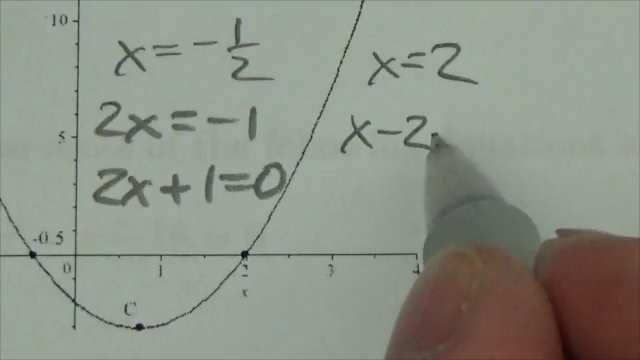 10
x = -1/2
x = 2
2x = -1
x - 2
5
2x + 1 = 0
-0.5
0 1 2 3 4
x
C